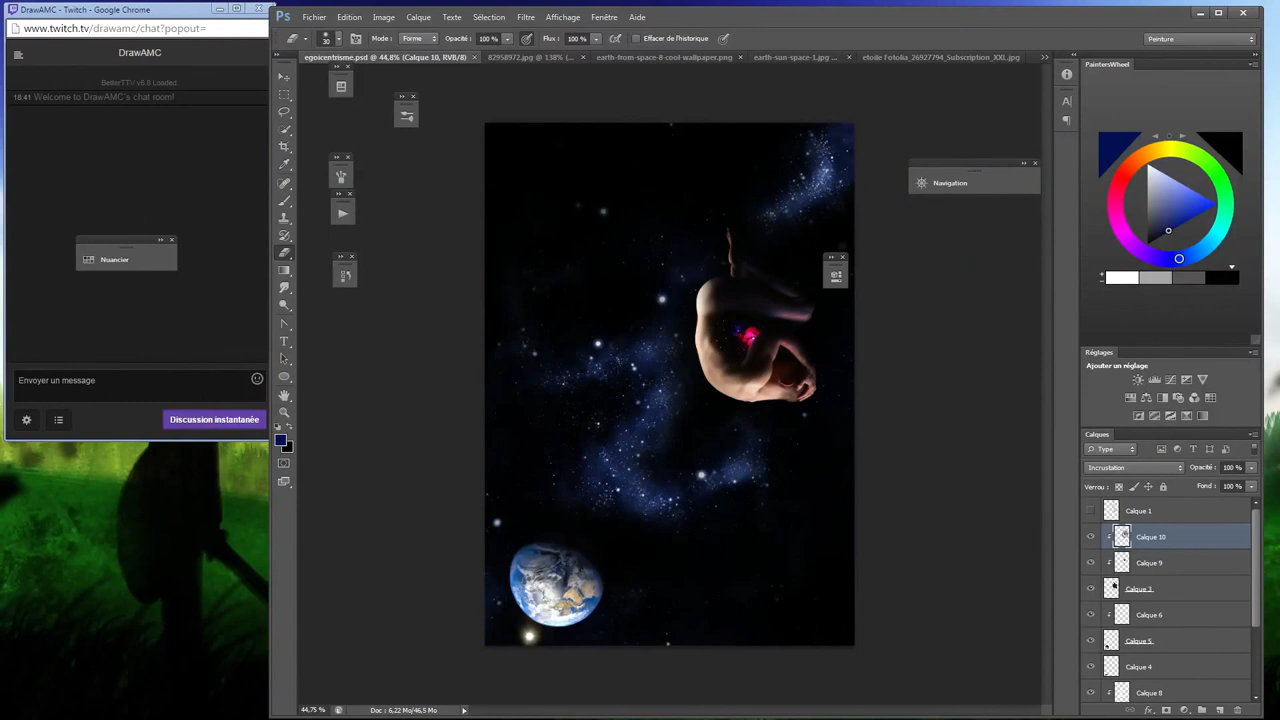 DrawAMC - Twitch - Google Chrome
www.twitch.tv/drawamc/chat?popout=
DrawAMC
BetterTTV v6.8 Loaded.
18:41 Welcome to DrawAMC's chat room!
Nuancier
Envoyer un message
Discussion instantanée
Ps Fichier Edition Image Calque Texte Sélection Filtre Affichage Fenêtre Aide
30 Mode : Forme Opacité : 100 % Flux : 100 % Effacer de l'historique Peinture
egoicentrisme.psd @ 44,8% (Calque 10, RVB/8) 82958972.jpg @ 138% (... earth-from-space-8-cool-wallpaper.png earth-sun-space-1.jpg ... etoile Fotolia_26927794_Subscription_XXL.jpg
Navigation
PaintersWheel
Réglages
Ajouter un réglage
Calques
Type
Incrustation Opacité : 100 %
Verrou : Fond : 100 %
Calque 1
Calque 10
Calque 9
Calque 3
Calque 6
Calque 5
Calque 4
Calque 8
44,75 % Doc : 6,22 Mo/46,5 Mo